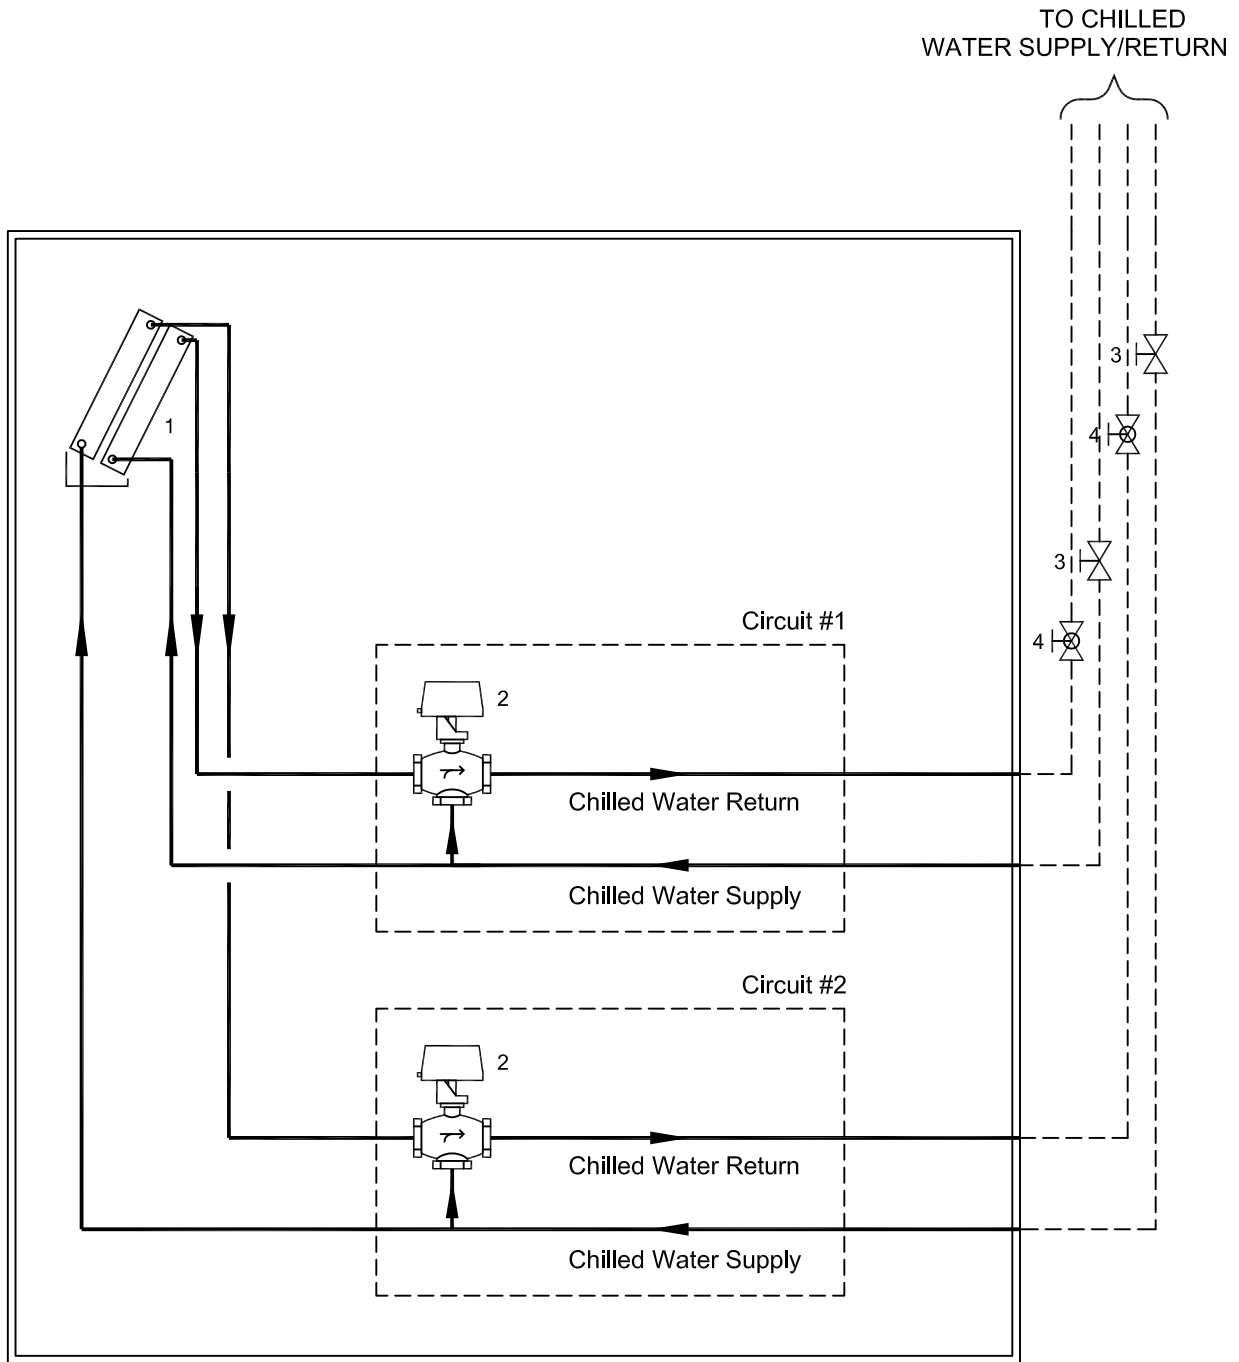 TO CHILLED
WATER SUPPLY/RETURN
3
4
1
3
Circuit #1
4
2
Chilled Water Return
Chilled Water Supply
Circuit #2
2
Chilled Water Return
Chilled Water Supply